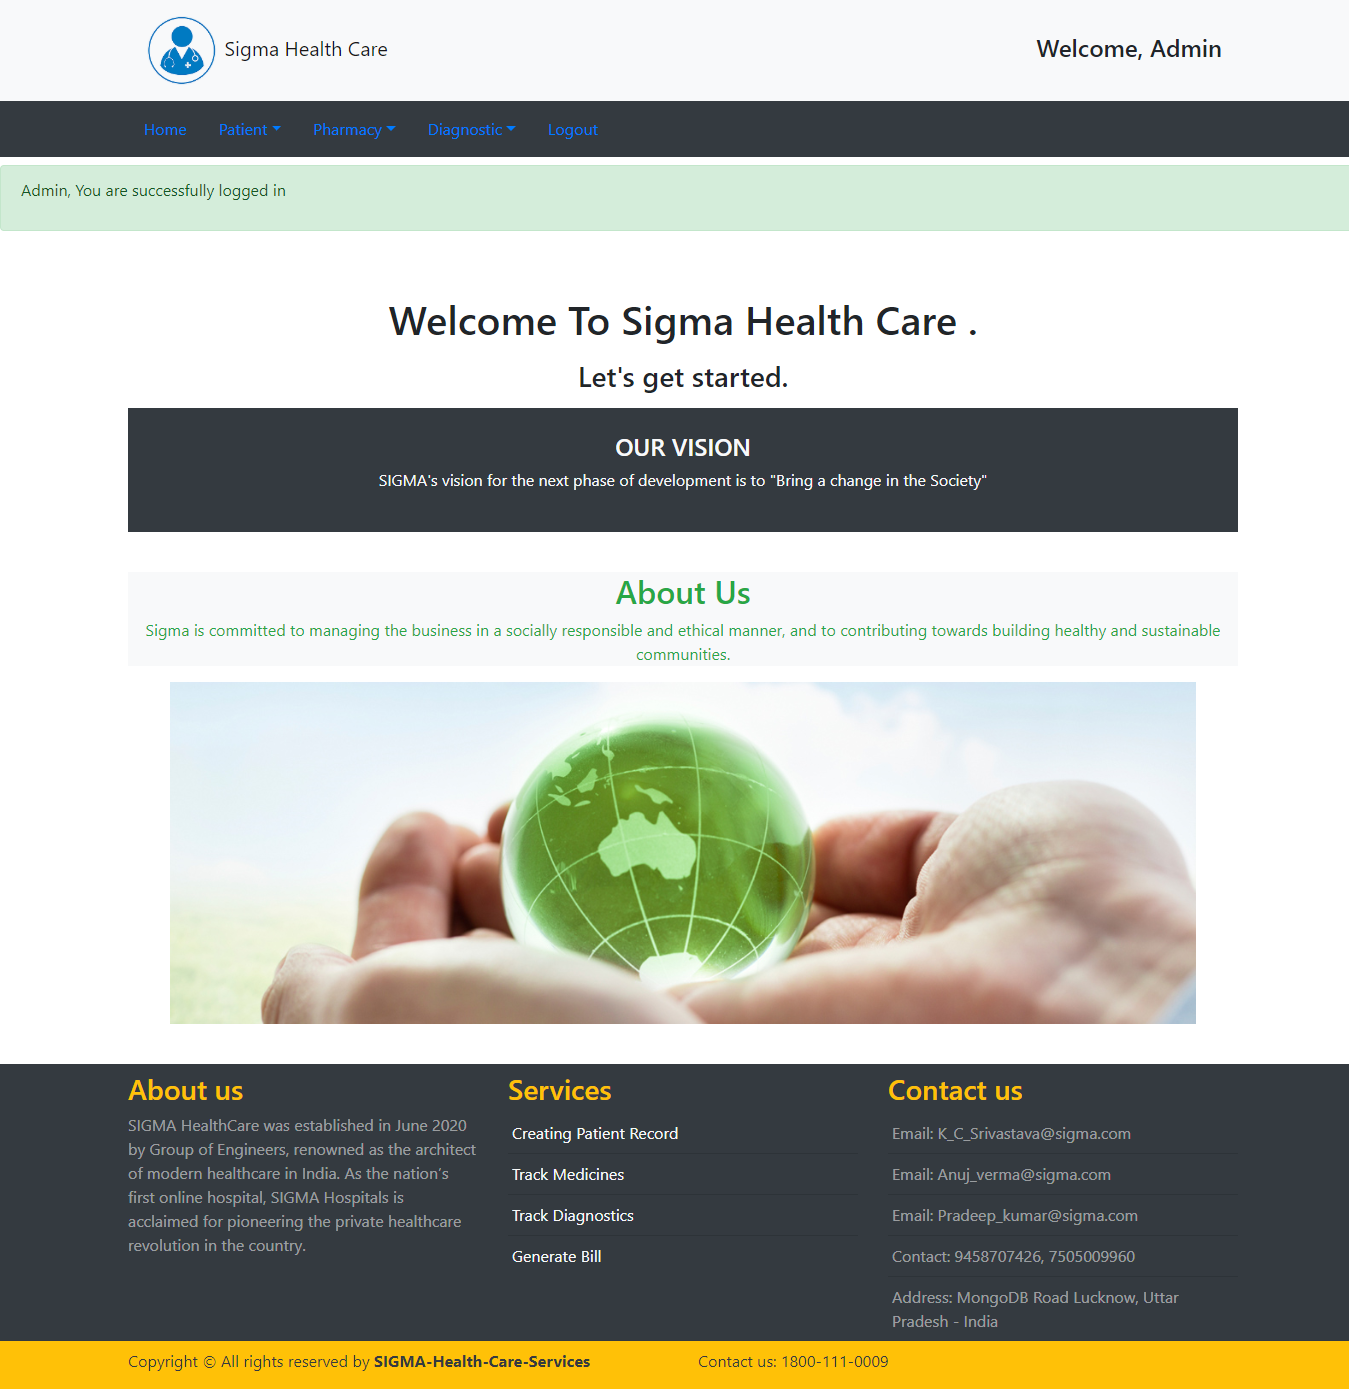 Sigma Health Care
Welcome, Admin
Home Patient Pharmacy Diagnostic Logout
Admin, You are successfully logged in
Welcome To Sigma Health Care .
Let's get started.
OUR VISION
SIGMA's vision for the next phase of development is to "Bring a change in the Society"
About Us
Sigma is committed to managing the business in a socially responsible and ethical manner, and to contributing towards building healthy and sustainable
communities.
About us
SIGMA HealthCare was established in June 2020
by Group of Engineers, renowned as the architect
of modern healthcare in India. As the nation’s
first online hospital, SIGMA Hospitals is
acclaimed for pioneering the private healthcare
revolution in the country.
Services
Creating Patient Record
Track Medicines
Track Diagnostics
Generate Bill
Contact us
Email: K_C_Srivastava@sigma.com
Email: Anuj_verma@sigma.com
Email: Pradeep_kumar@sigma.com
Contact: 9458707426, 7505009960
Address: MongoDB Road Lucknow, Uttar
Pradesh - India
Copyright © All rights reserved by SIGMA-Health-Care-Services
Contact us: 1800-111-0009